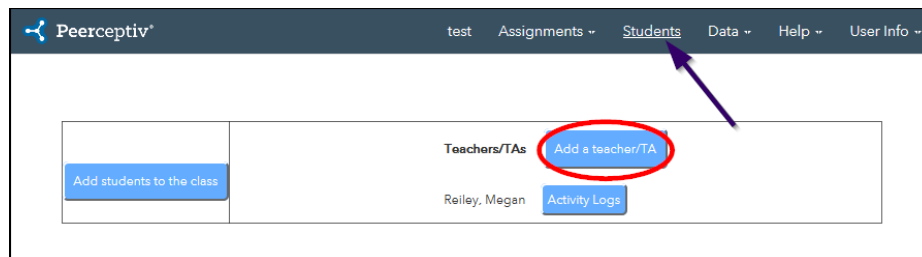 Peerceptiv® test Assignments Students Data Help User Info
Teachers/TAs Add a teacher/TA
Add students to the class
Reiley, Megan Activity Logs